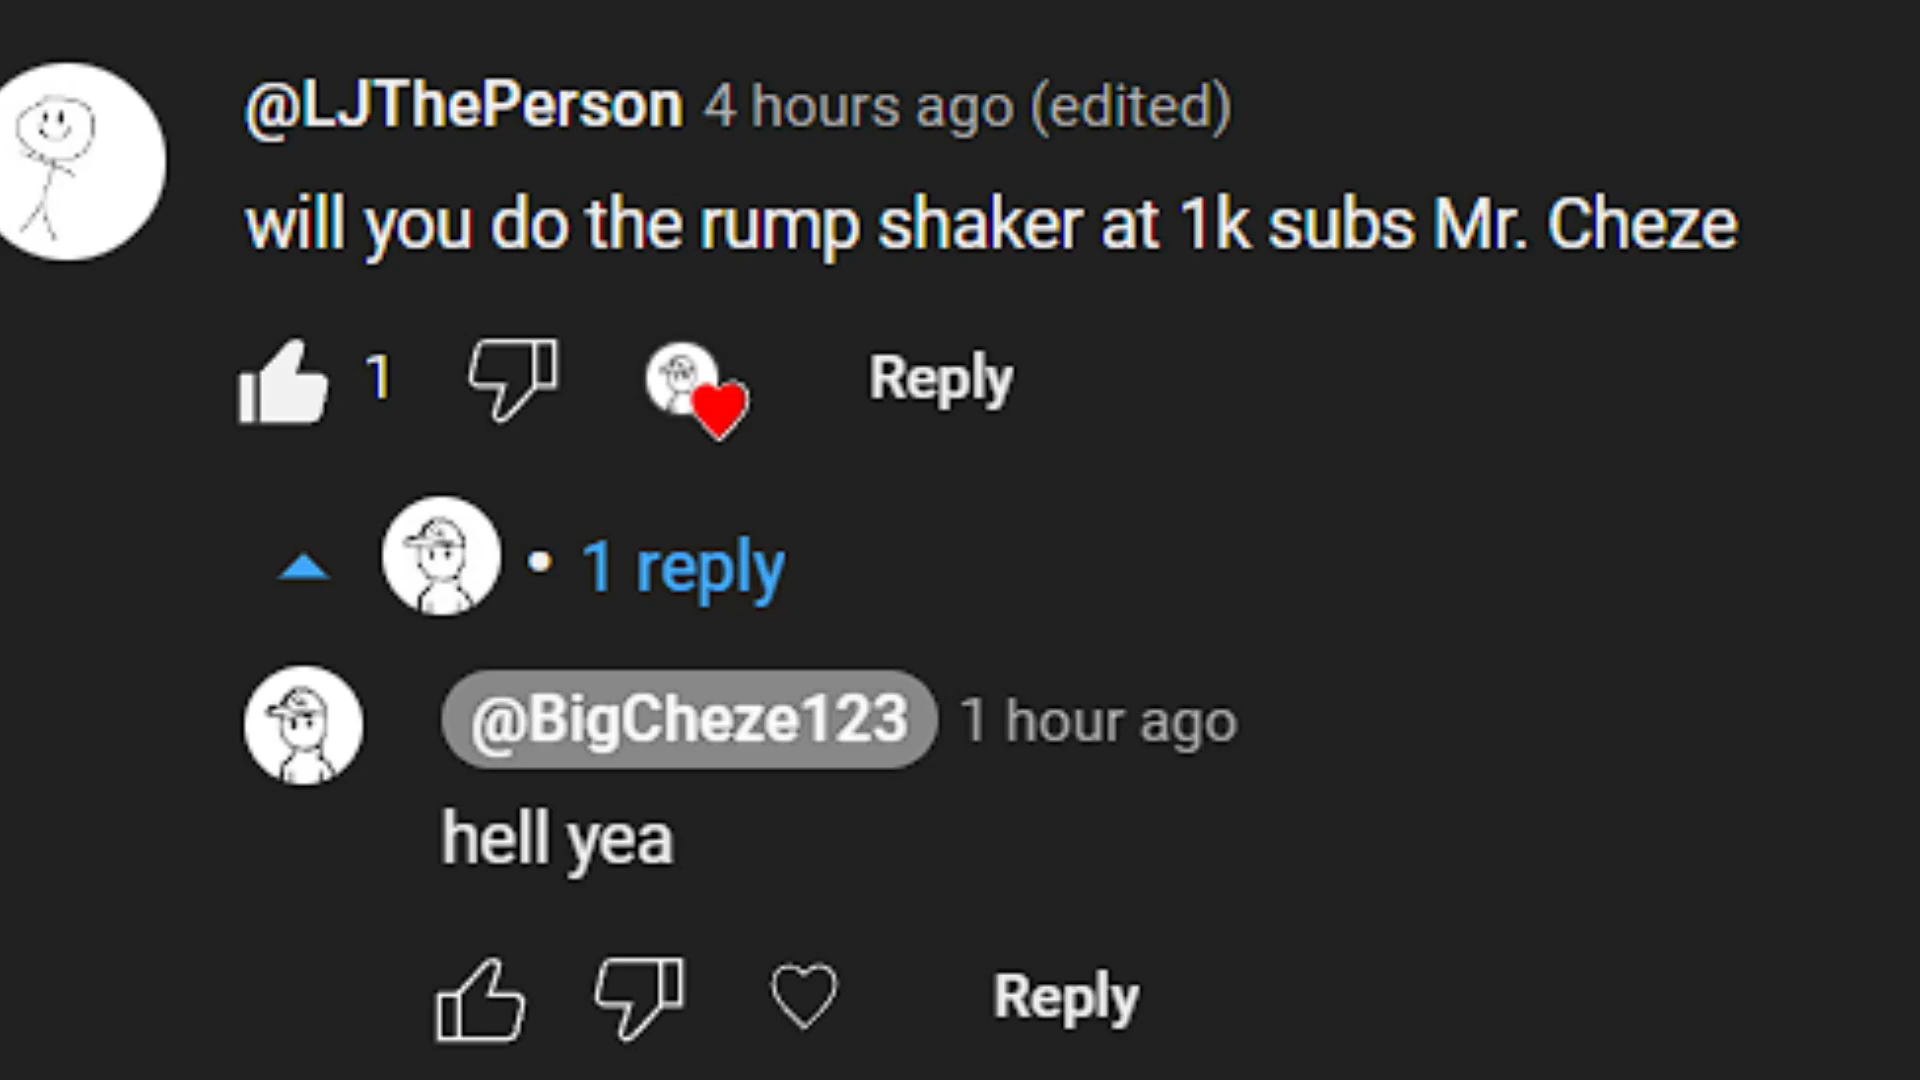 @LJThePerson 4 hours ago (edited)
will you do the rump shaker at 1k subs Mr. Cheze
1 Reply
• 1 reply
@BigCheze123 1 hour ago
hell yea
Reply